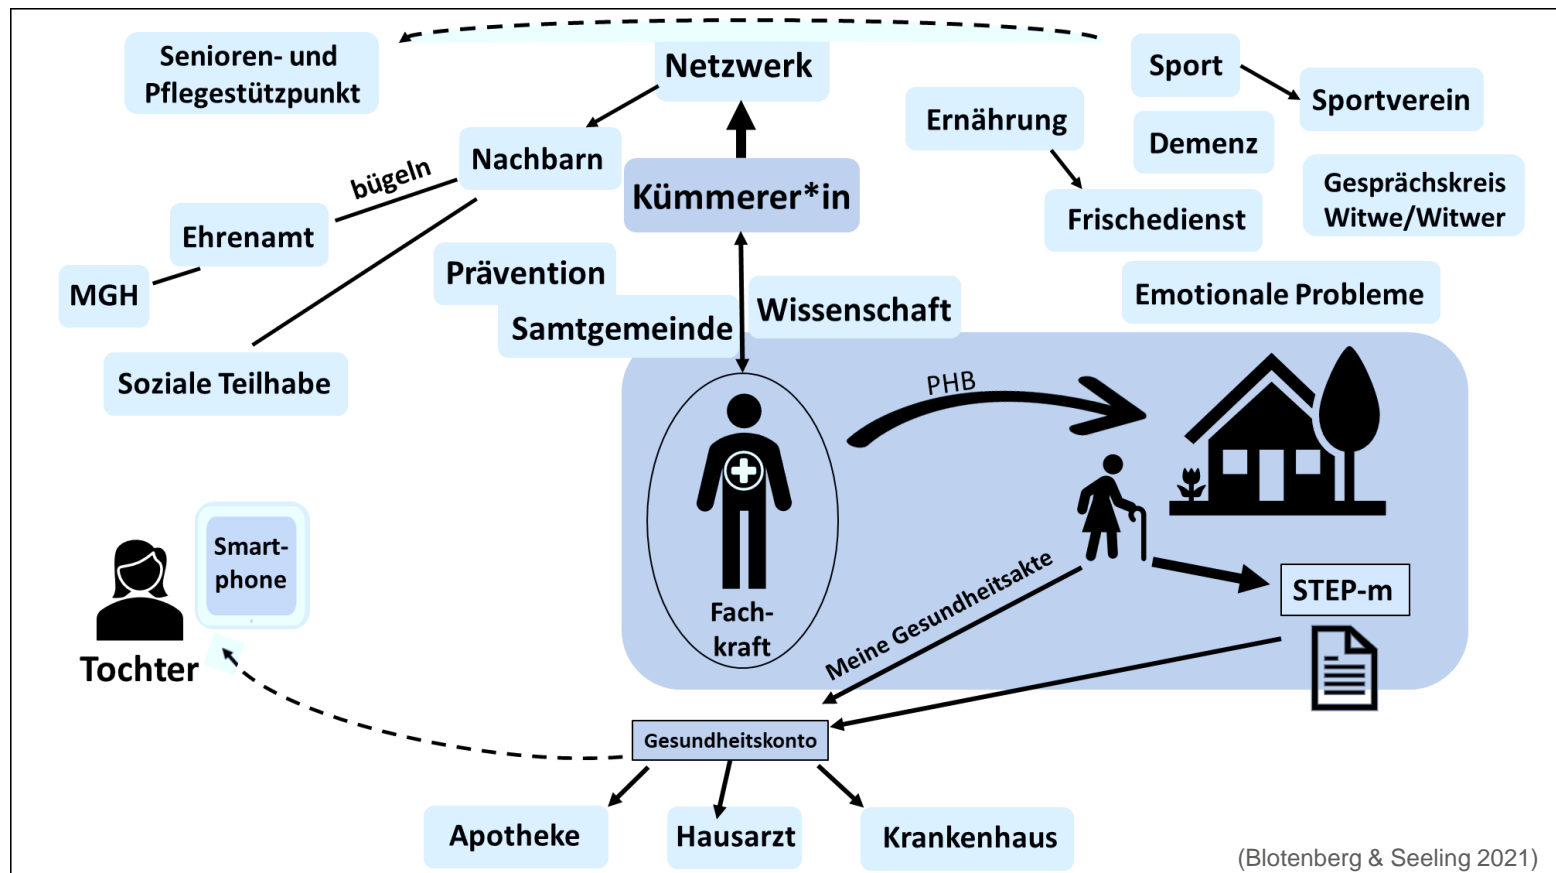 Senioren- und
Pflegestützpunkt
Netzwerk
Sport
Sportverein
Ernährung
Demenz
Nachbarn
bügeln
Kümmerer*in
Gesprächskreis
Witwe/Witwer
Frischedienst
Ehrenamt
MGH
Prävention
Samtgemeinde
Wissenschaft
Emotionale Probleme
Soziale Teilhabe
PHB
Smart-
phone
Tochter
Fach-
kraft
Meine Gesundheitsakte
STEP-m
Gesundheitskonto
Apotheke
Hausarzt
Krankenhaus
(Blotenberg & Seeling 2021)